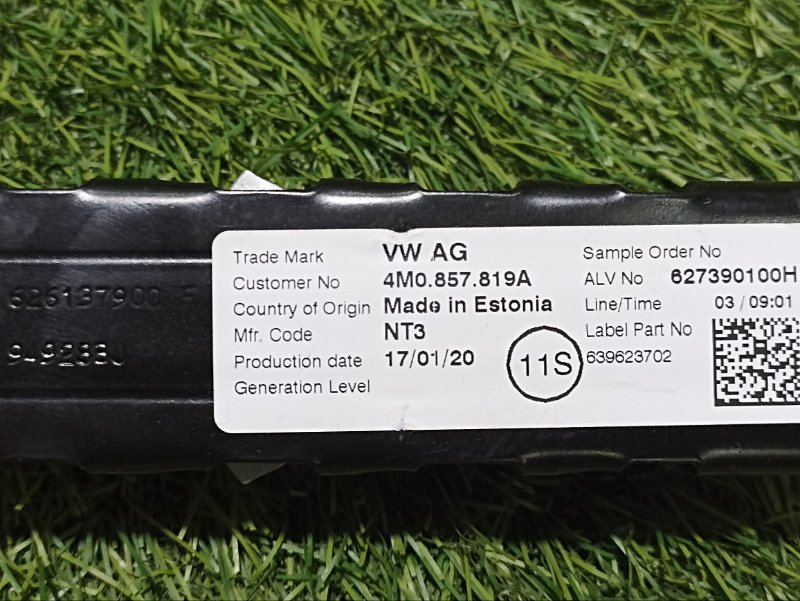 Trade Mark VW AG
Customer No 4M0.857.819A
Country of Origin Made in Estonia
Mfr. Code NT3
Production date 17/01/20
Generation Level
11S
Sample Order No
ALV No 627390100H
Line/Time 03 / 09:01
Label Part No
639623702
626137900